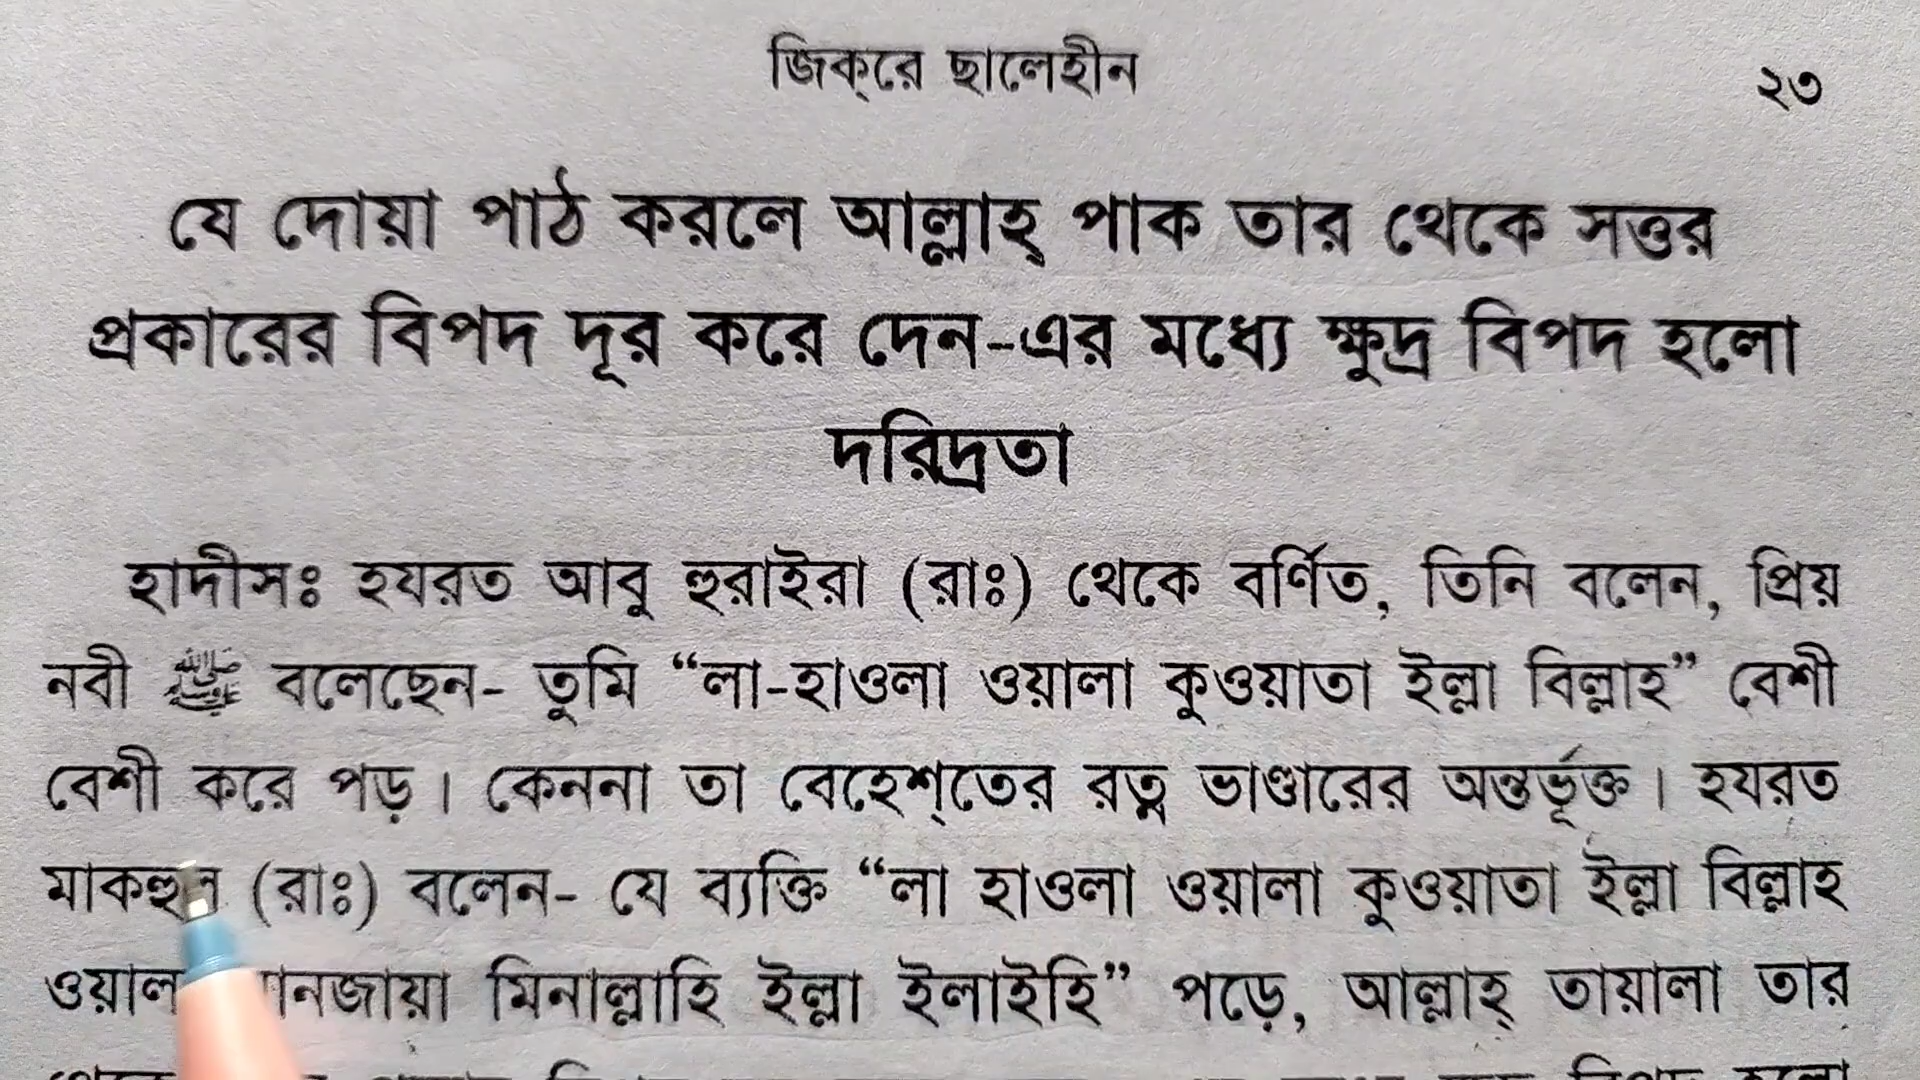 জিক্‌রে ছালেহীন
২৩
যে দোয়া পাঠ করলে আল্লাহ্ পাক তার থেকে সত্তর
প্রকারের বিপদ দূর করে দেন-এর মধ্যে ক্ষুদ্র বিপদ হলো
দরিদ্রতা
হাদীসঃ হযরত আবু হুরাইরা (রাঃ) থেকে বর্ণিত, তিনি বলেন, প্রিয়
নবী ﷺ বলেছেন- তুমি “লা-হাওলা ওয়ালা কুওয়াতা ইল্লা বিল্লাহ” বেশী
বেশী করে পড়। কেননা তা বেহেশ্‌তের রত্ন ভাণ্ডারের অন্তর্ভূক্ত। হযরত
মাকহুল (রাঃ) বলেন- যে ব্যক্তি “লা হাওলা ওয়ালা কুওয়াতা ইল্লা বিল্লাহ
মিনাল্লাহি ইল্লা ইলাইহি” পড়ে, আল্লাহ্ তায়ালা তার